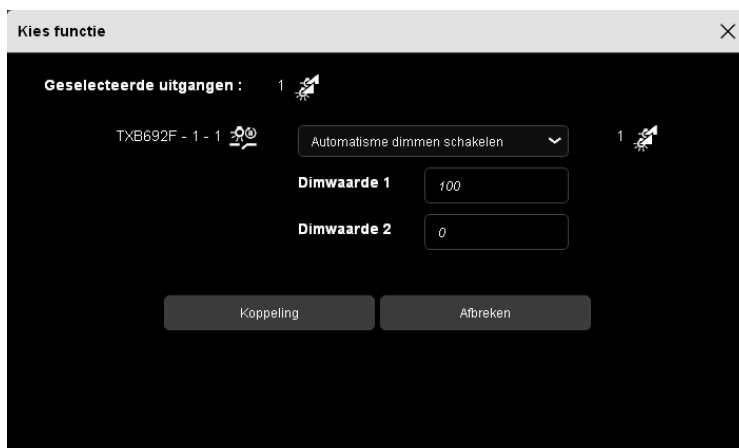 Kies functie
Geselecteerde uitgangen : 1
TXB692F - 1 - 1 Automatisme dimmen schakelen 1
Dimwaarde 1 100
Dimwaarde 2 0
Koppeling Afbreken